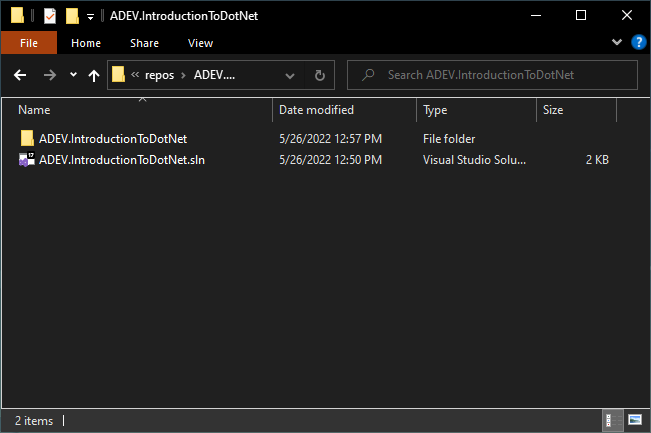 ADEV.IntroductionToDotNet
File Home Share View
repos ADEV.... Search ADEV.IntroductionToDotNet
Name Date modified Type Size
ADEV.IntroductionToDotNet 5/26/2022 12:57 PM File folder
ADEV.IntroductionToDotNet.sln 5/26/2022 12:50 PM Visual Studio Solu... 2 KB
2 items